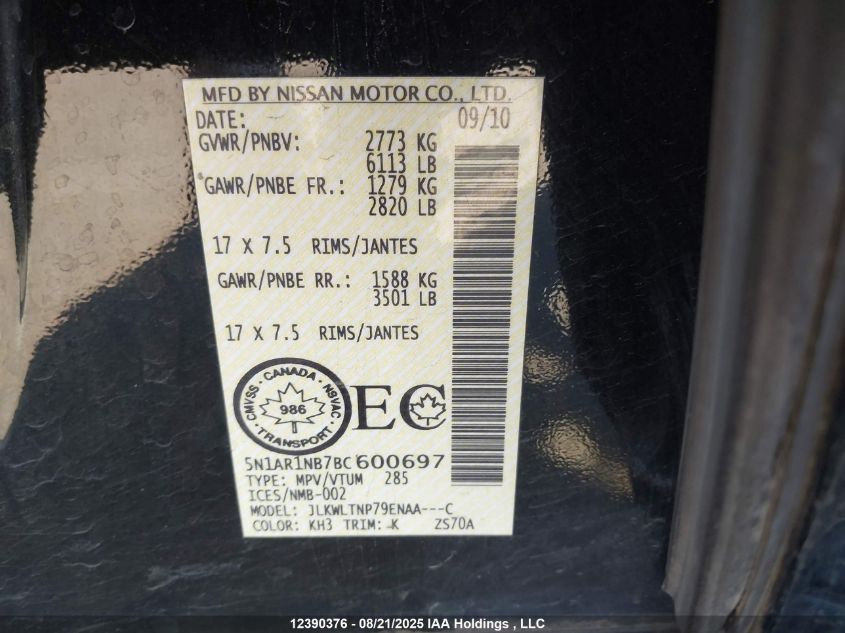 MFD BY NISSAN MOTOR CO., LTD.
DATE: 09/10
GVWR/PNBV: 2773 KG
6113 LB
GAWR/PNBE FR.: 1279 KG
2820 LB
17 X 7.5 RIMS/JANTES
GAWR/PNBE RR.: 1588 KG
3501 LB
17 X 7.5 RIMS/JANTES
CMVSS · CANADA · NSVAC · TRANSPORT ·
986
EC
5N1AR1NB7BC600697
TYPE: MPV/VTUM 285
ICES/NMB-002
MODEL: JLKWLTNP79ENAA---C
COLOR: KH3 TRIM: K ZS70A
12390376 - 08/21/2025 IAA Holdings , LLC